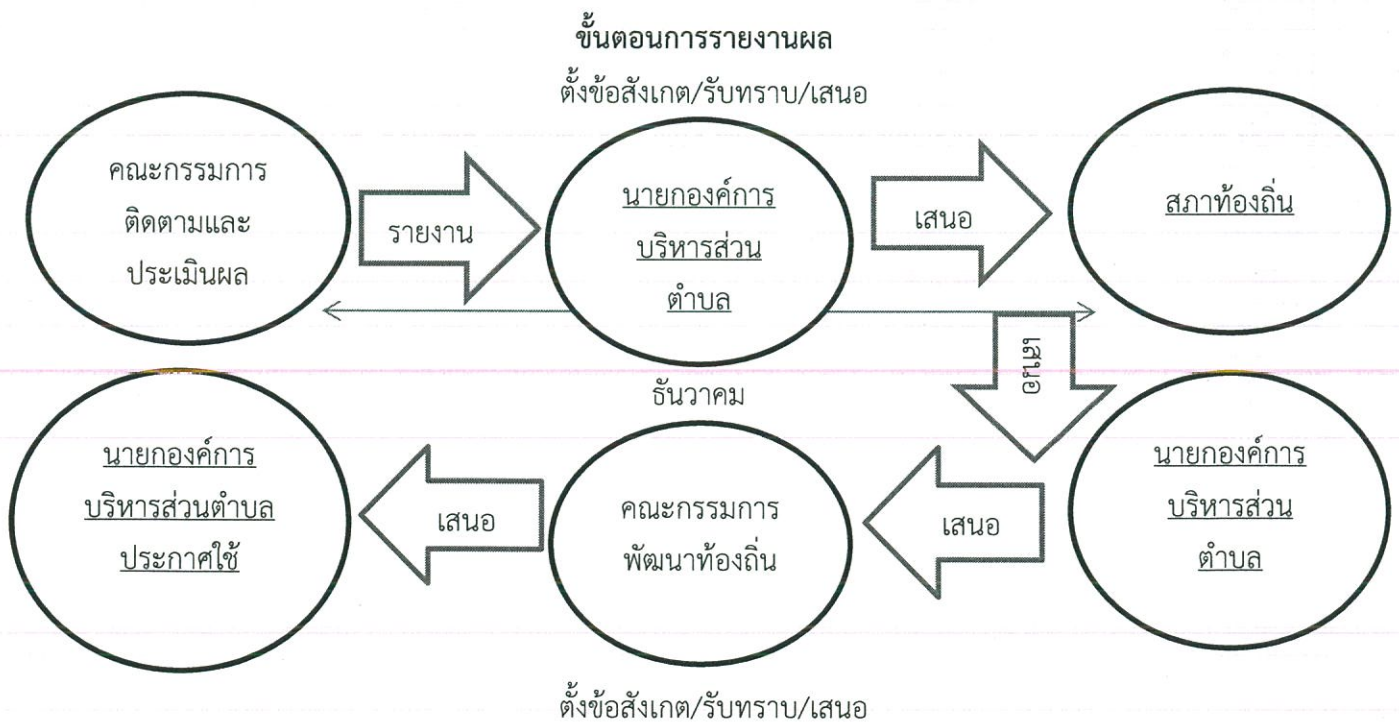 ขั้นตอนการรายงานผล
ตั้งข้อสังเกต/รับทราบ/เสนอ
คณะกรรมการ
ติดตามและ
ประเมินผล
รายงาน
นายกองค์การ
บริหารส่วน
ตำบล
เสนอ
สภาท้องถิ่น
เสนอ
ธันวาคม
นายกองค์การ
บริหารส่วน
ตำบล
เสนอ
คณะกรรมการ
พัฒนาท้องถิ่น
เสนอ
นายกองค์การ
บริหารส่วนตำบล
ประกาศใช้
ตั้งข้อสังเกต/รับทราบ/เสนอ